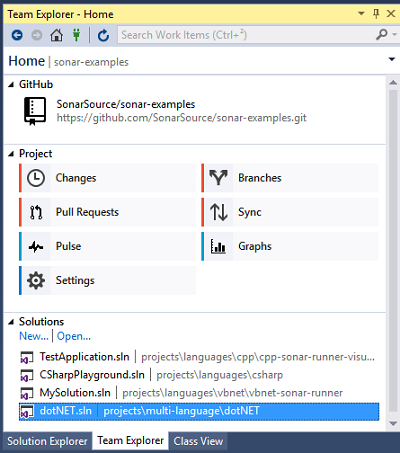 Team Explorer - Home
Search Work Items (Ctrl+²)
Home | sonar-examples
GitHub
SonarSource/sonar-examples
https://github.com/SonarSource/sonar-examples.git
Project
Changes
Branches
Pull Requests
Sync
Pulse
Graphs
Settings
Solutions
New... | Open...
TestApplication.sln | projects\languages\cpp\cpp-sonar-runner-visu...
CSharpPlayground.sln | projects\languages\csharp
MySolution.sln | projects\languages\vbnet\vbnet-sonar-runner
dotNET.sln | projects\multi-language\dotNET
Solution Explorer Team Explorer Class View